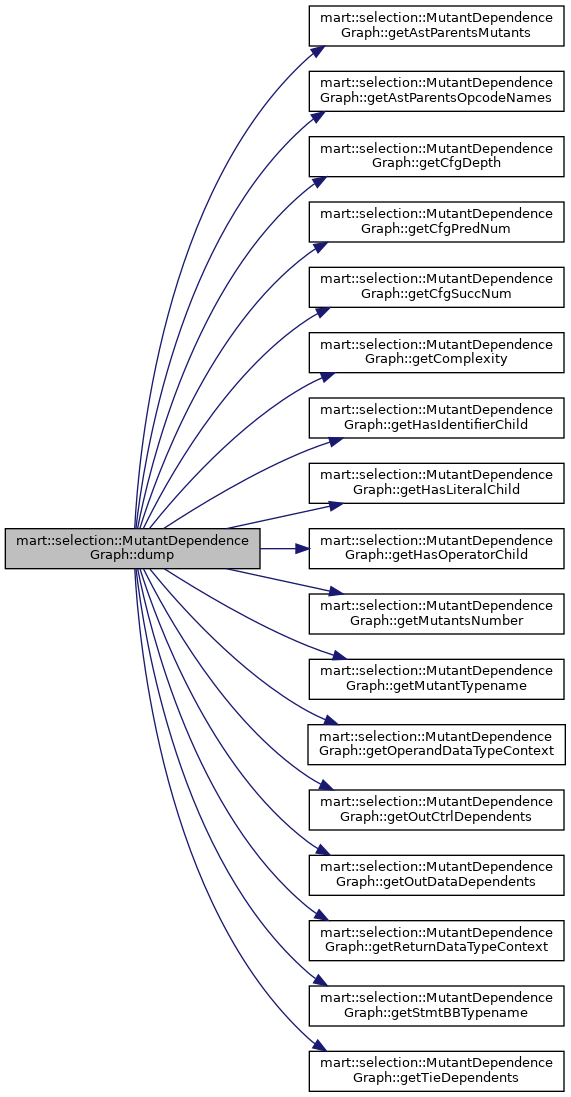 mart::selection::MutantDependence
Graph::dump
mart::selection::MutantDependence
Graph::getAstParentsMutants
mart::selection::MutantDependence
Graph::getAstParentsOpcodeNames
mart::selection::MutantDependence
Graph::getCfgDepth
mart::selection::MutantDependence
Graph::getCfgPredNum
mart::selection::MutantDependence
Graph::getCfgSuccNum
mart::selection::MutantDependence
Graph::getComplexity
mart::selection::MutantDependence
Graph::getHasIdentifierChild
mart::selection::MutantDependence
Graph::getHasLiteralChild
mart::selection::MutantDependence
Graph::getHasOperatorChild
mart::selection::MutantDependence
Graph::getMutantsNumber
mart::selection::MutantDependence
Graph::getMutantTypename
mart::selection::MutantDependence
Graph::getOperandDataTypeContext
mart::selection::MutantDependence
Graph::getOutCtrlDependents
mart::selection::MutantDependence
Graph::getOutDataDependents
mart::selection::MutantDependence
Graph::getReturnDataTypeContext
mart::selection::MutantDependence
Graph::getStmtBBTypename
mart::selection::MutantDependence
Graph::getTieDependents